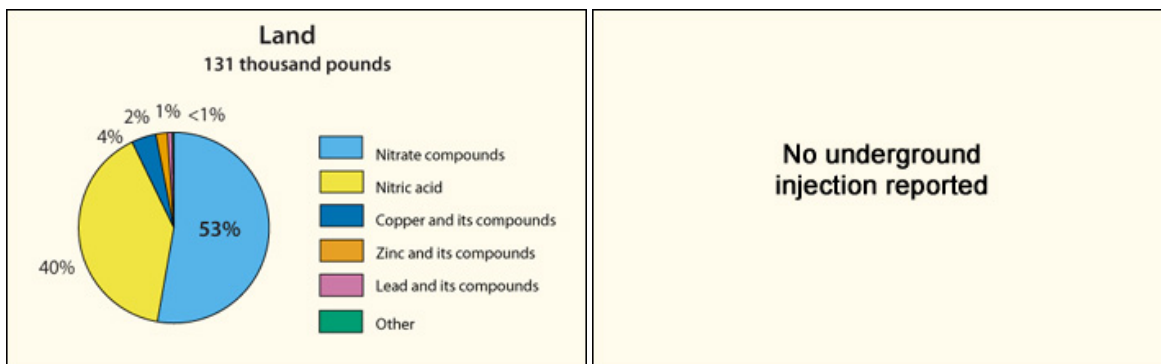 Land
131 thousand pounds
2% 1% <1%
4%
53%
40%
Nitrate compounds
Nitric acid
Copper and its compounds
Zinc and its compounds
Lead and its compounds
Other
No underground
injection reported